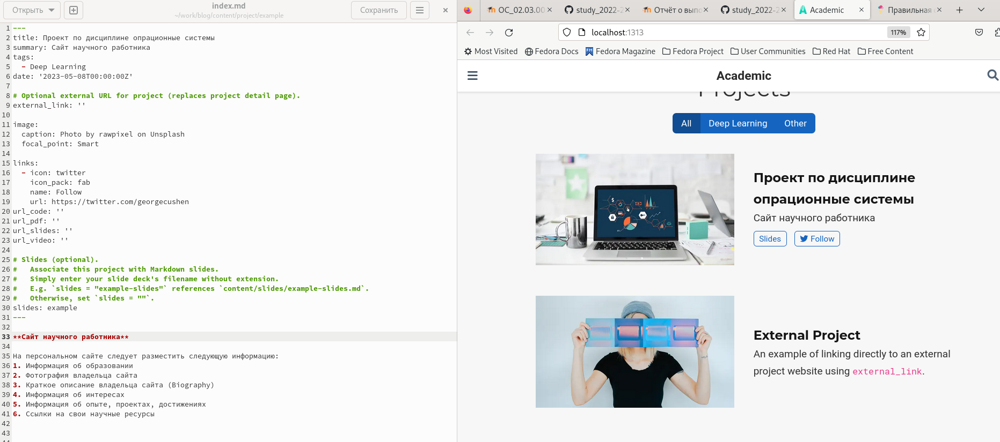 Открыть
index.md
~/work/blog/content/project/example
Сохранить
1 ---
2 title: Проект по дисциплине опрационные системы
3 summary: Сайт научного работника
4 tags:
5   - Deep Learning
6 date: '2023-05-08T00:00:00Z'
7
8 # Optional external URL for project (replaces project detail page).
9 external_link: ''
10
11 image:
12   caption: Photo by rawpixel on Unsplash
13   focal_point: Smart
14
15 links:
16   - icon: twitter
17     icon_pack: fab
18     name: Follow
19     url: https://twitter.com/georgecushen
20 url_code: ''
21 url_pdf: ''
22 url_slides: ''
23 url_video: ''
24
25 # Slides (optional).
26 #   Associate this project with Markdown slides.
27 #   Simply enter your slide deck's filename without extension.
28 #   E.g. `slides = "example-slides"` references `content/slides/example-slides.md`.
29 #   Otherwise, set `slides = ""`.
30 slides: example
31 ---
32
33 **Сайт научного работника**
34
35 На персональном сайте следует разместить следующую информацию:
36 1. Информация об образовании
37 2. Фотография владельца сайта
38 3. Краткое описание владельца сайта (Biography)
39 4. Информация об интересах
40 5. Информация об опыте, проектах, достижениях
41 6. Ссылки на свои научные ресурсы
42
43
OC_02.03.00 study_2022-2 Отчёт о выпо study_2022-2 Academic Правильная
localhost:1313 117%
Most Visited Fedora Docs Fedora Magazine Fedora Project User Communities Red Hat Free Content
Academic
Projects
All Deep Learning Other
Проект по дисциплине
опрационные системы
Сайт научного работника
Slides Follow
External Project
An example of linking directly to an external
project website using external_link.